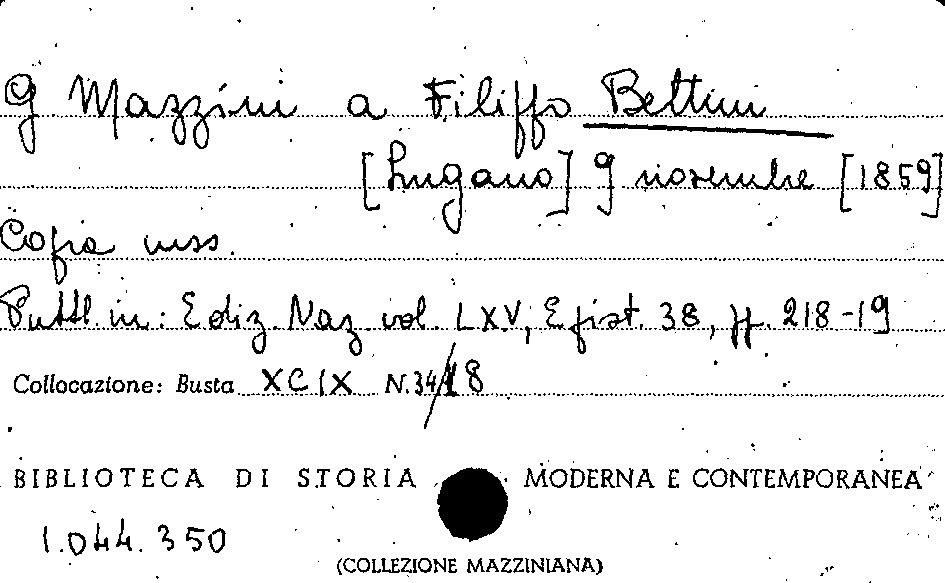 G Mazzini a Filippo Bettini
[Lugano] 9 novembre [1859]
Copia mss.
Pubbl. in: Ediz. Naz. vol. LXV, Epist. 38, pp. 218-19
Collocazione: Busta XCIX N. 34/18
BIBLIOTECA DI STORIA MODERNA E CONTEMPORANEA
1.044.350
(COLLEZIONE MAZZINIANA)